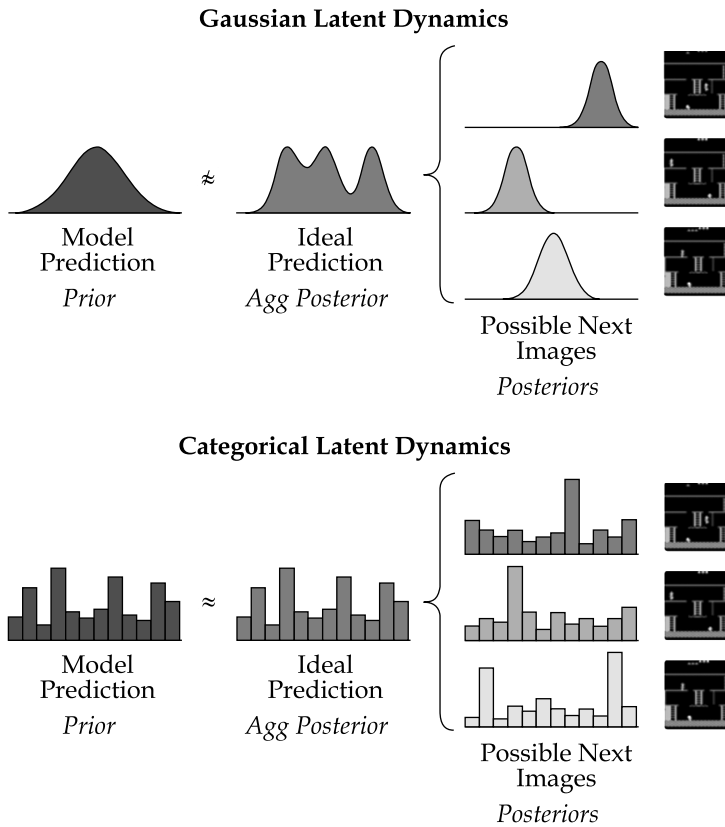 Gaussian Latent Dynamics
≉
Model
Prediction
Prior
Ideal
Prediction
Agg Posterior
Possible Next
Images
Posteriors
Categorical Latent Dynamics
≈
Model
Prediction
Prior
Ideal
Prediction
Agg Posterior
Possible Next
Images
Posteriors